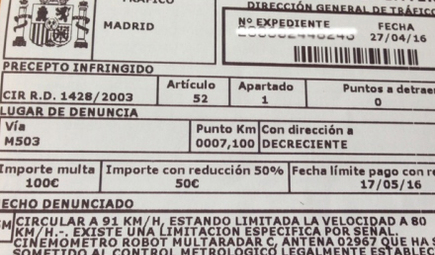 TRÁFICO
DIRECCIÓN GENERAL DE TRÁFIC
MADRID
Nº EXPEDIENTE
FECHA
27/04/16
PRECEPTO INFRINGIDO
Artículo Apartado Puntos a detrae
CIR R.D. 1428/2003 52 1 0
LUGAR DE DENUNCIA
Vía Punto Km Con dirección a
M503 0007,100 DECRECIENTE
Importe multa Importe con reducción 50% Fecha límite pago con re
100€ 50€ 17/05/16
ECHO DENUNCIADO
CIRCULAR A 91 KM/H, ESTANDO LIMITADA LA VELOCIDAD A 80
KM/H.-. EXISTE UNA LIMITACION ESPECIFICA POR SEÑAL.
CINEMOMETRO ROBOT MULTARADAR C, ANTENA 02967 QUE HA S
SOMETIDO AL CONTROL METROLOGICO LEGALMENTE ESTABLEC